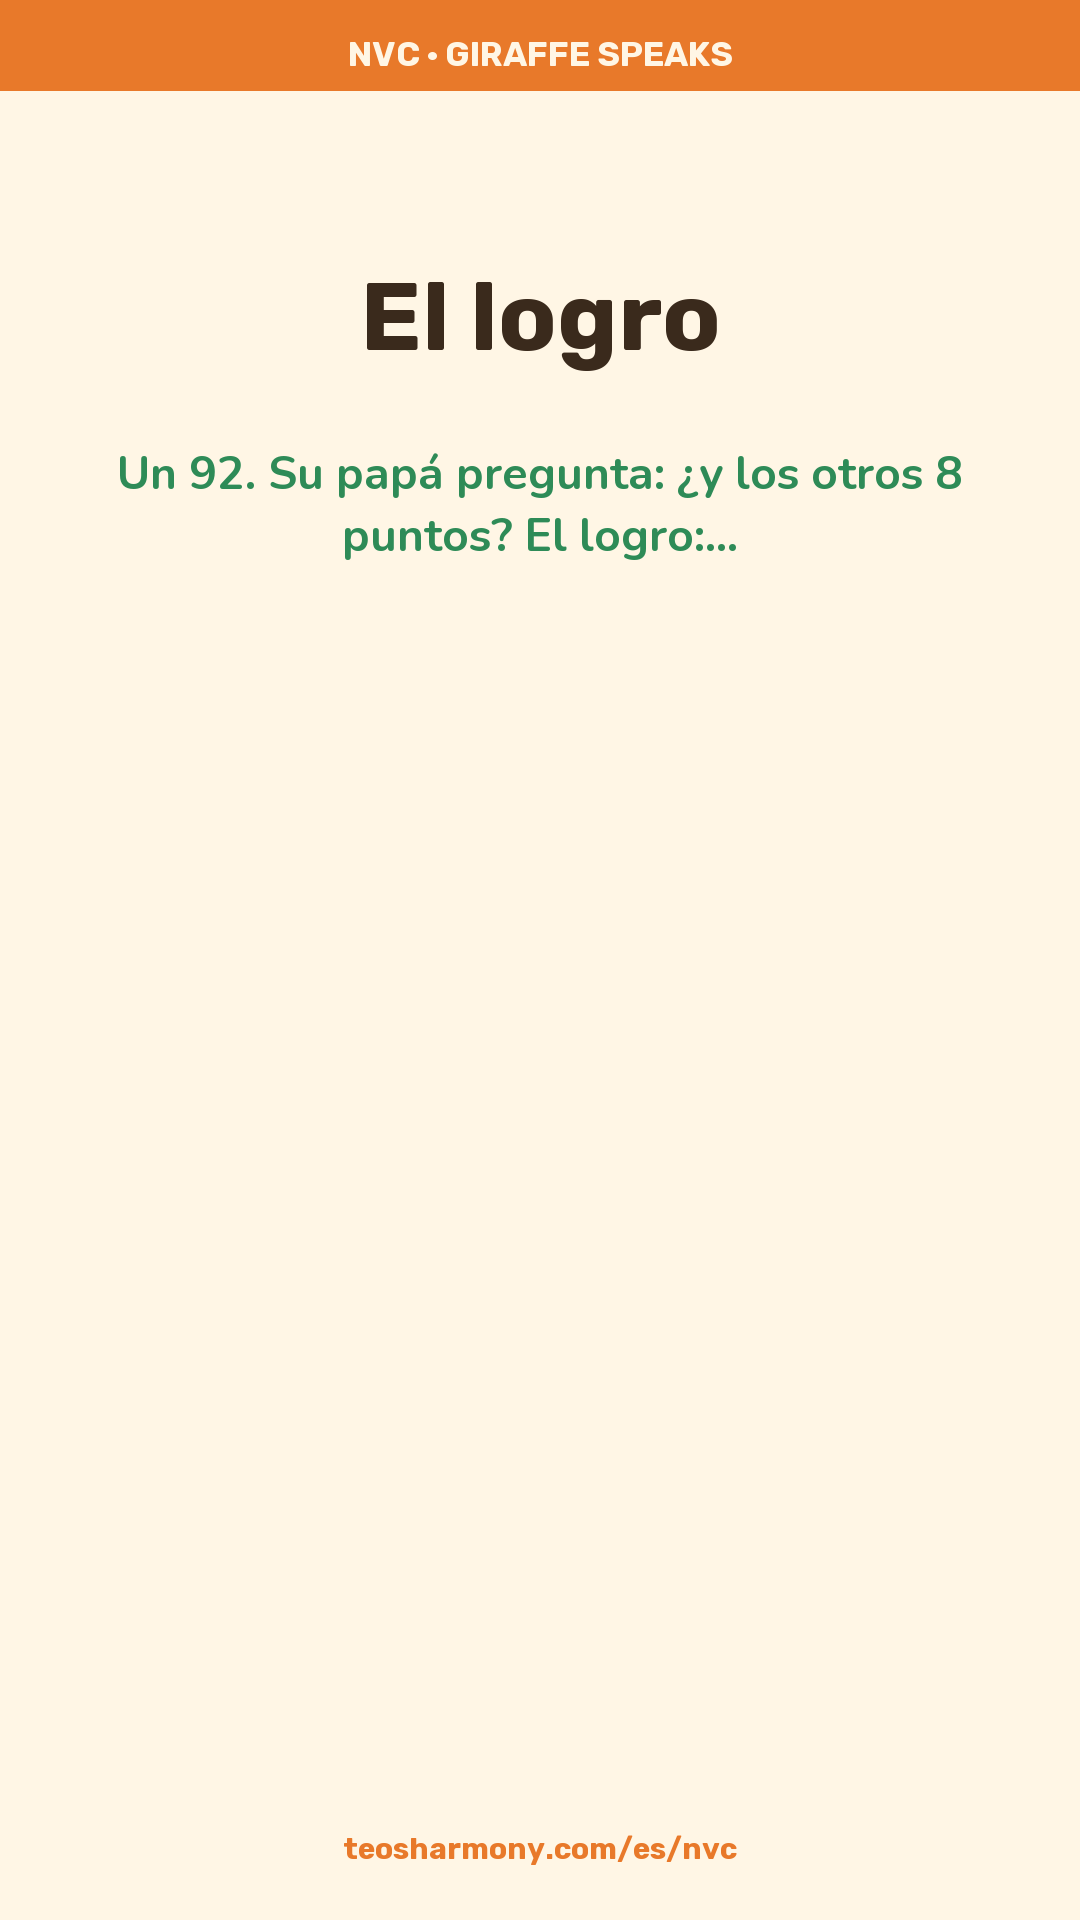 NVC • GIRAFFE SPEAKS
El logro
Un 92. Su papá pregunta: ¿y los otros 8
puntos? El logro:...
teosharmony.com/es/nvc